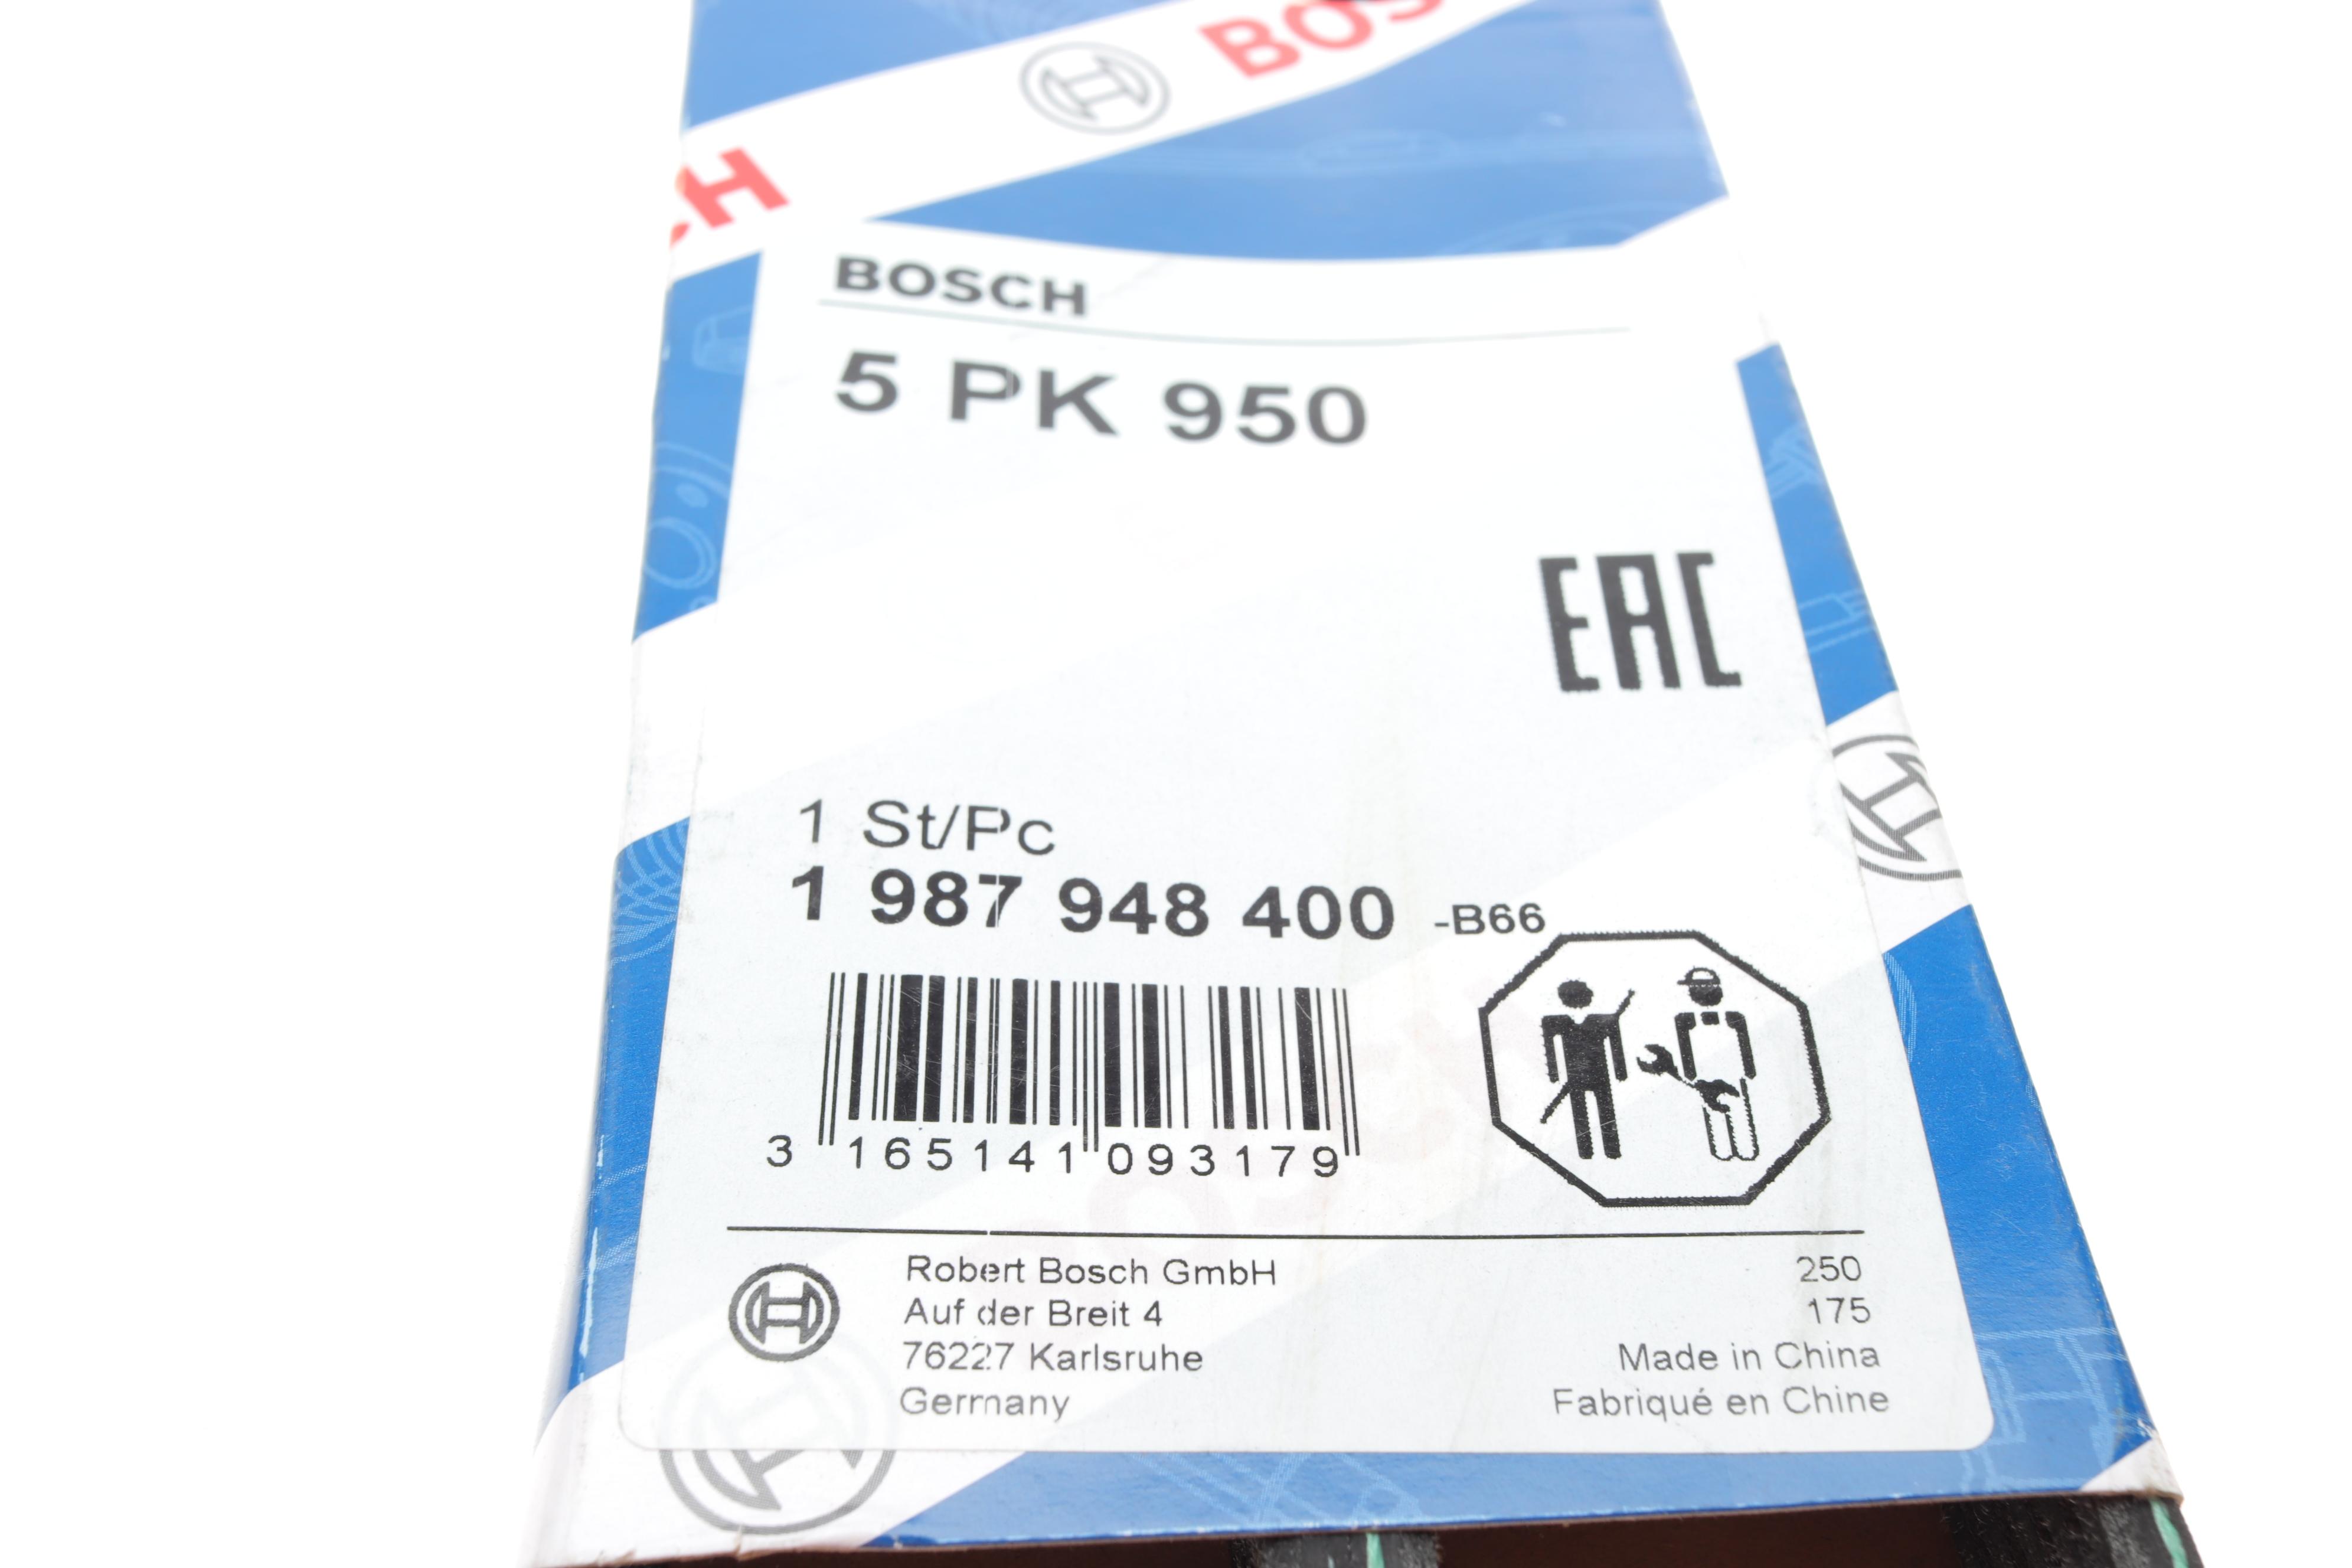 BOS
H
BOSCH
5 PK 950
EAC
1 St/Pc
1 987 948 400 -B66
3 165141 093179
Robert Bosch GmbH
Auf der Breit 4
76227 Karlsruhe
Germany
250
175
Made in China
Fabriqué en Chine